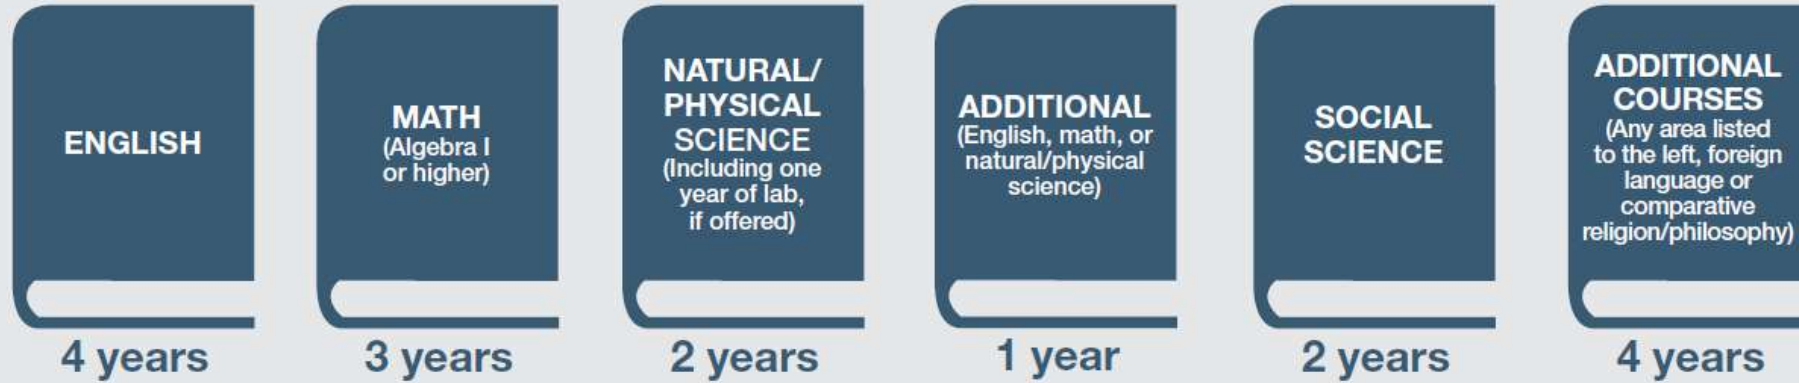 ENGLISH
4 years
MATH
(Algebra I
or higher)
3 years
NATURAL/
PHYSICAL
SCIENCE
(Including one
year of lab,
if offered)
2 years
ADDITIONAL
(English, math, or
natural/physical
science)
1 year
SOCIAL
SCIENCE
2 years
ADDITIONAL
COURSES
(Any area listed
to the left, foreign
language or
comparative
religion/philosophy)
4 years